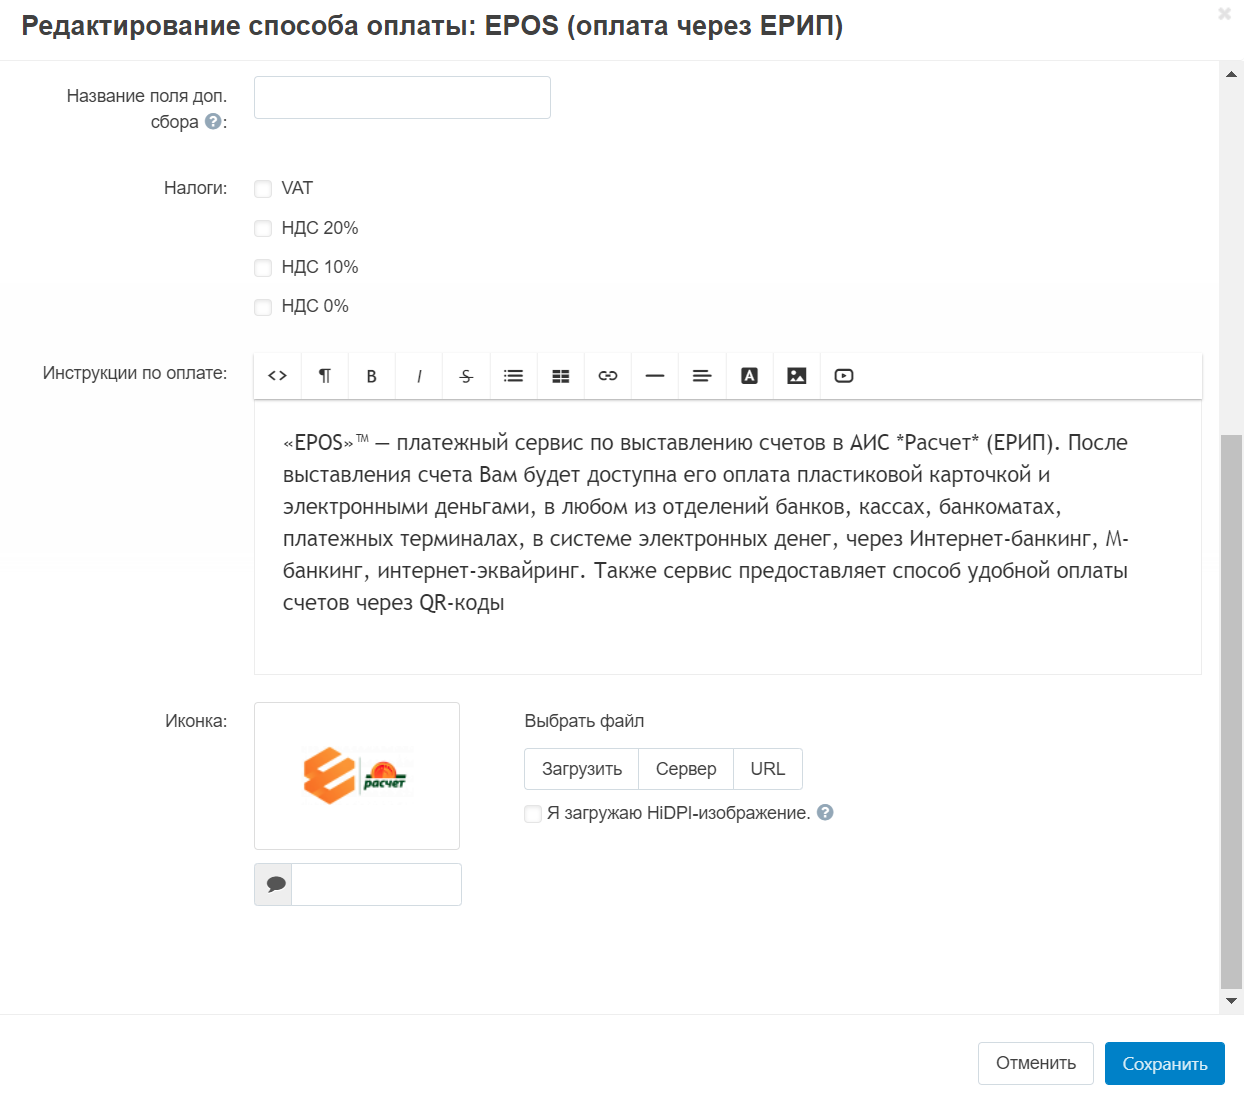 Редактирование способа оплаты: EPOS (оплата через ЕРИП)
Название поля доп.
сбора ?:
Налоги:
VAT
НДС 20%
НДС 10%
НДС 0%
Инструкции по оплате:
<> ¶ B I S A
«EPOS»™ — платежный сервис по выставлению счетов в АИС *Расчет* (ЕРИП). После
выставления счета Вам будет доступна его оплата пластиковой карточкой и
электронными деньгами, в любом из отделений банков, кассах, банкоматах,
платежных терминалах, в системе электронных денег, через Интернет-банкинг, М-
банкинг, интернет-эквайринг. Также сервис предоставляет способ удобной оплаты
счетов через QR-коды
Иконка:
расчет
Выбрать файл
Загрузить Сервер URL
Я загружаю HiDPI-изображение. ?
Отменить Сохранить